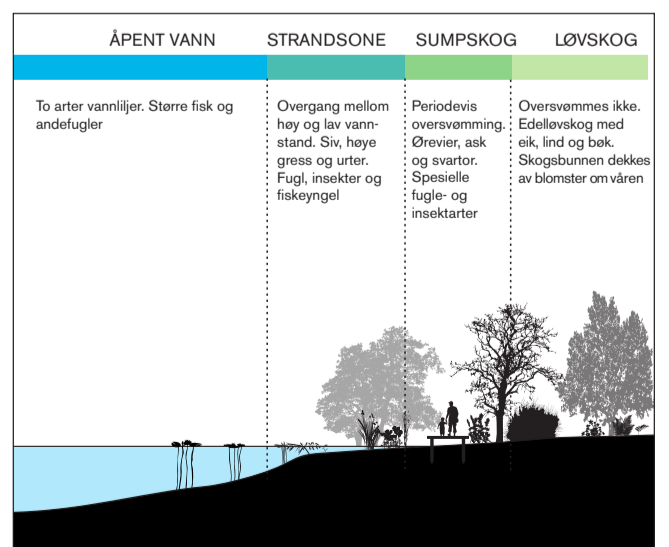 ÅPENT VANN
STRANDSONE
SUMPSKOG
LØVSKOG
To arter vannliljer. Større fisk og
andefugler
Overgang mellom
høy og lav vann-
stand. Siv, høye
gress og urter.
Fugl, insekter og
fiskeyngel
Periodevis
oversvømming.
Ørevier, ask
og svartor.
Spesielle
fugle- og
insektarter
Oversvømmes ikke.
Edelløvskog med
eik, lind og bøk.
Skogsbunnen dekkes
av blomster om våren